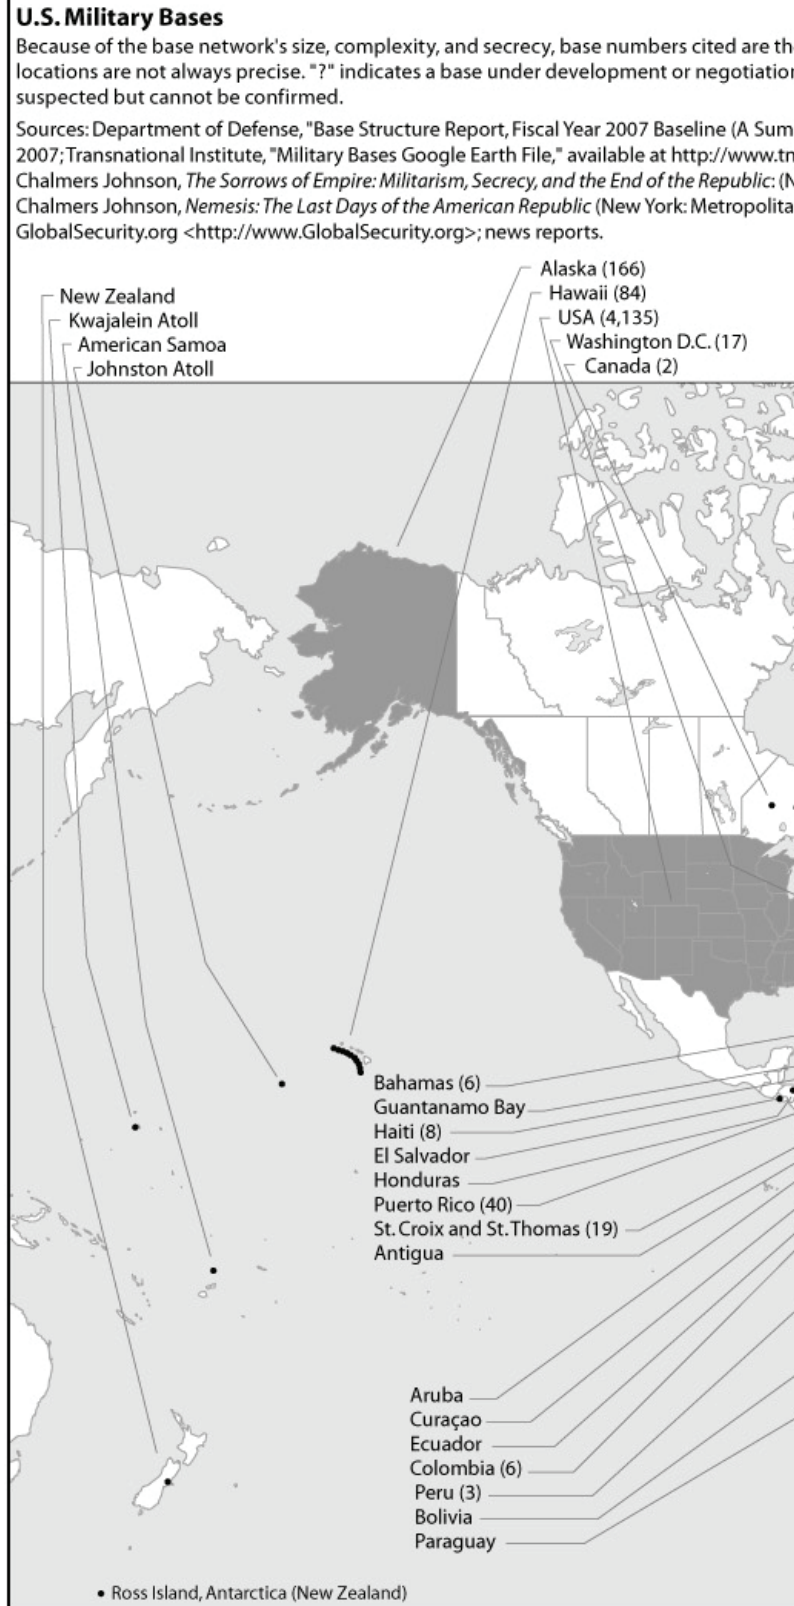 U.S. Military Bases
Because of the base network's size, complexity, and secrecy, base numbers cited are the
locations are not always precise. "?" indicates a base under development or negotiation
suspected but cannot be confirmed.
Sources: Department of Defense, "Base Structure Report, Fiscal Year 2007 Baseline (A Sum
2007; Transnational Institute, "Military Bases Google Earth File," available at http://www.tn
Chalmers Johnson, The Sorrows of Empire: Militarism, Secrecy, and the End of the Republic: (N
Chalmers Johnson, Nemesis: The Last Days of the American Republic (New York: Metropolita
GlobalSecurity.org <http://www.GlobalSecurity.org>; news reports.
Alaska (166)
Hawaii (84)
USA (4,135)
Washington D.C. (17)
Canada (2)
New Zealand
Kwajalein Atoll
American Samoa
Johnston Atoll
Bahamas (6)
Guantanamo Bay
Haiti (8)
El Salvador
Honduras
Puerto Rico (40)
St. Croix and St. Thomas (19)
Antigua
Aruba
Curaçao
Ecuador
Colombia (6)
Peru (3)
Bolivia
Paraguay
Ross Island, Antarctica (New Zealand)